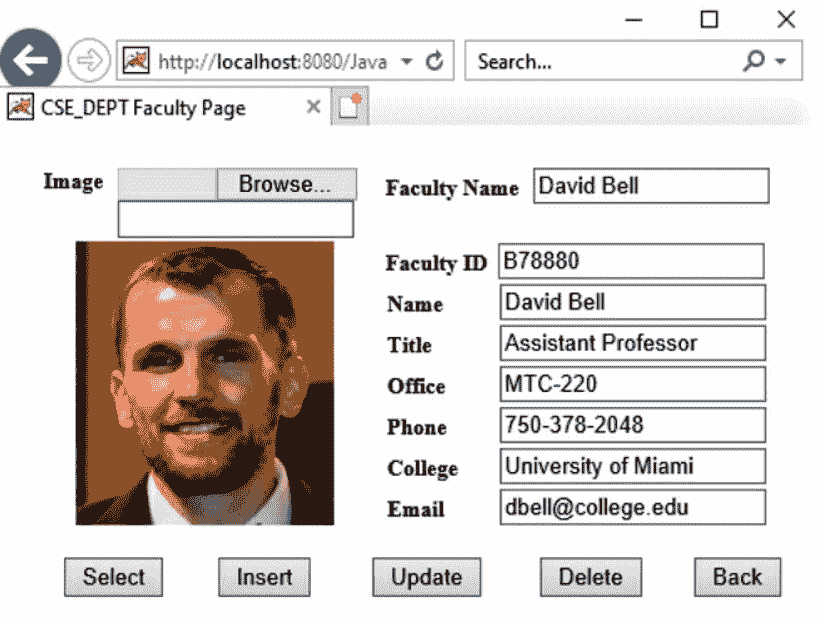 http://localhost:8080/Java
Search...
CSE_DEPT Faculty Page
Image Browse...
Faculty Name David Bell
Faculty ID B78880
Name David Bell
Title Assistant Professor
Office MTC-220
Phone 750-378-2048
College University of Miami
Email dbell@college.edu
Select Insert Update Delete Back